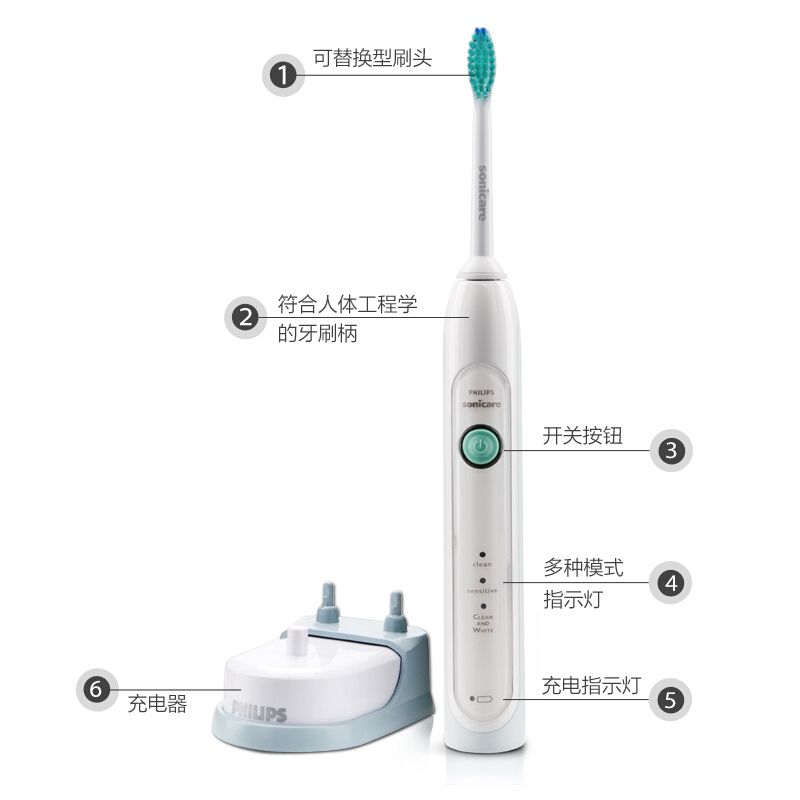 1 可替换型刷头
sonicare
2 符合人体工程学
的牙刷柄
PHILIPS
sonicare
开关按钮 3
clean
sensitive
CLEAN
AND
WHITE
多种模式 4
指示灯
充电指示灯 5
6 充电器
PHILIPS